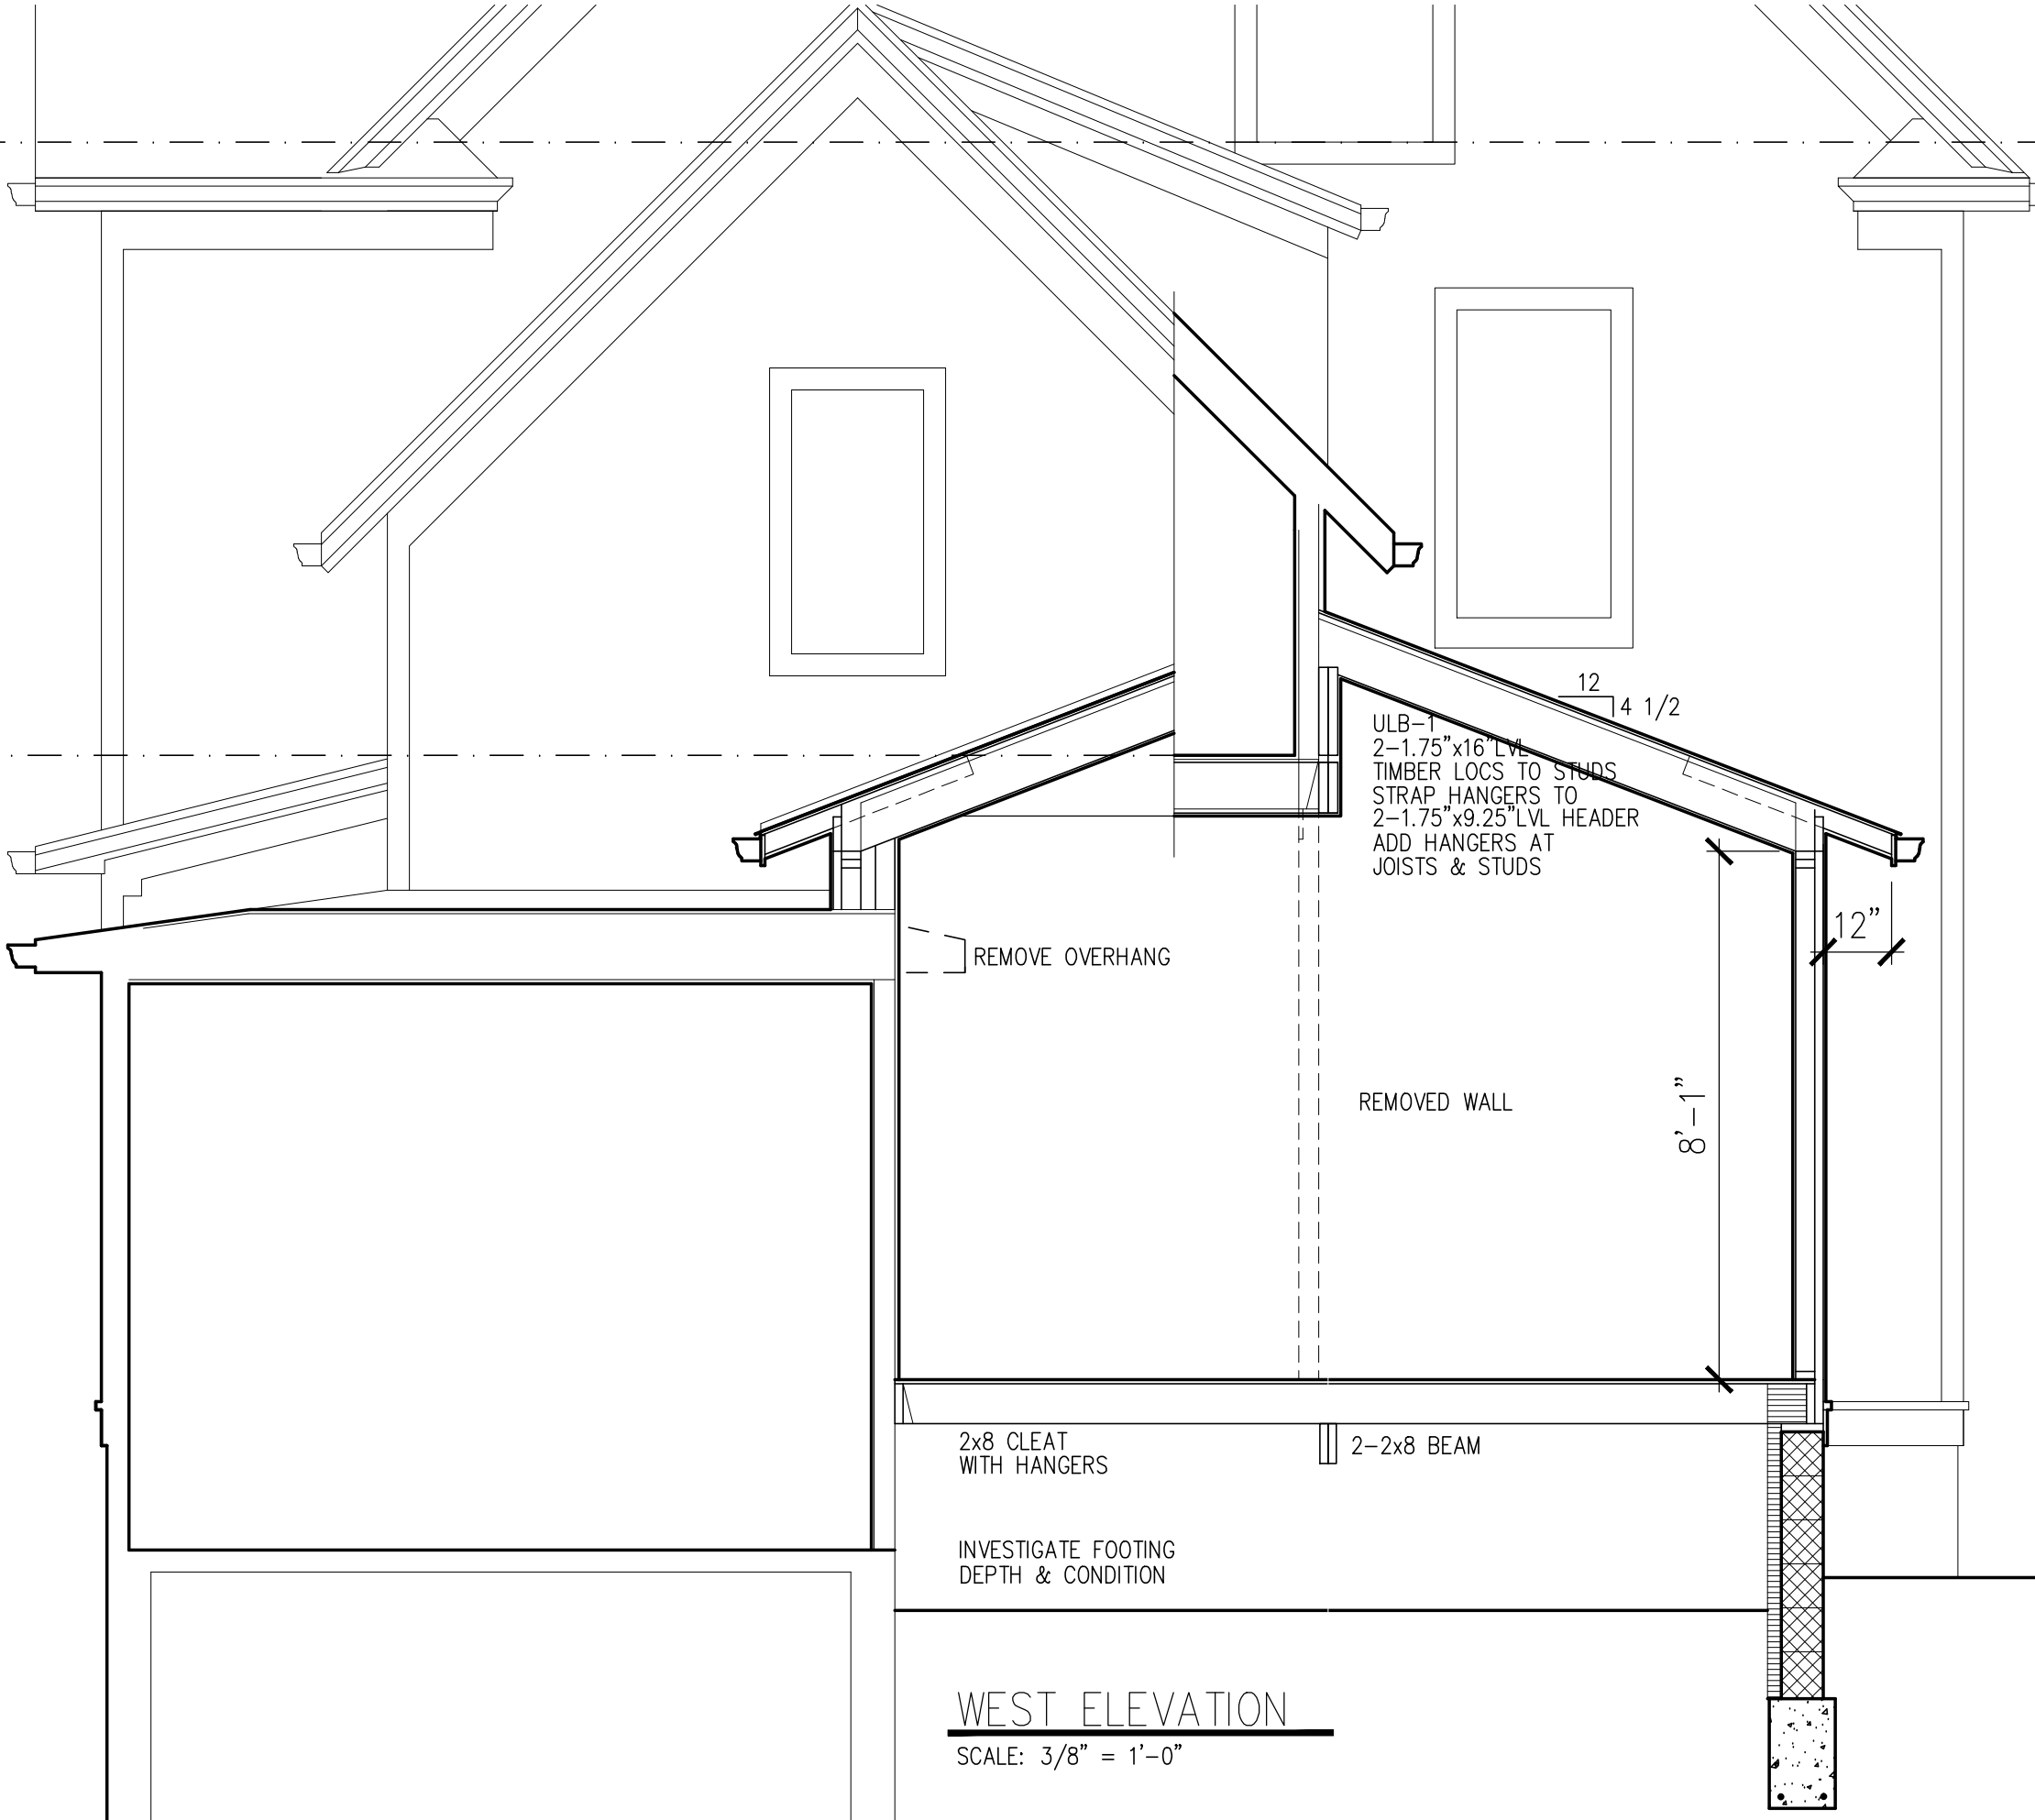 12
4 1/2
ULB-1
2-1.75"x16"LVL
TIMBER LOCS TO STUDS
STRAP HANGERS TO
2-1.75"x9.25"LVL HEADER
ADD HANGERS AT
JOISTS & STUDS
12"
REMOVE OVERHANG
8'-1"
REMOVED WALL
2x8 CLEAT
WITH HANGERS
2-2x8 BEAM
INVESTIGATE FOOTING
DEPTH & CONDITION
WEST ELEVATION
SCALE: 3/8" = 1'-0"